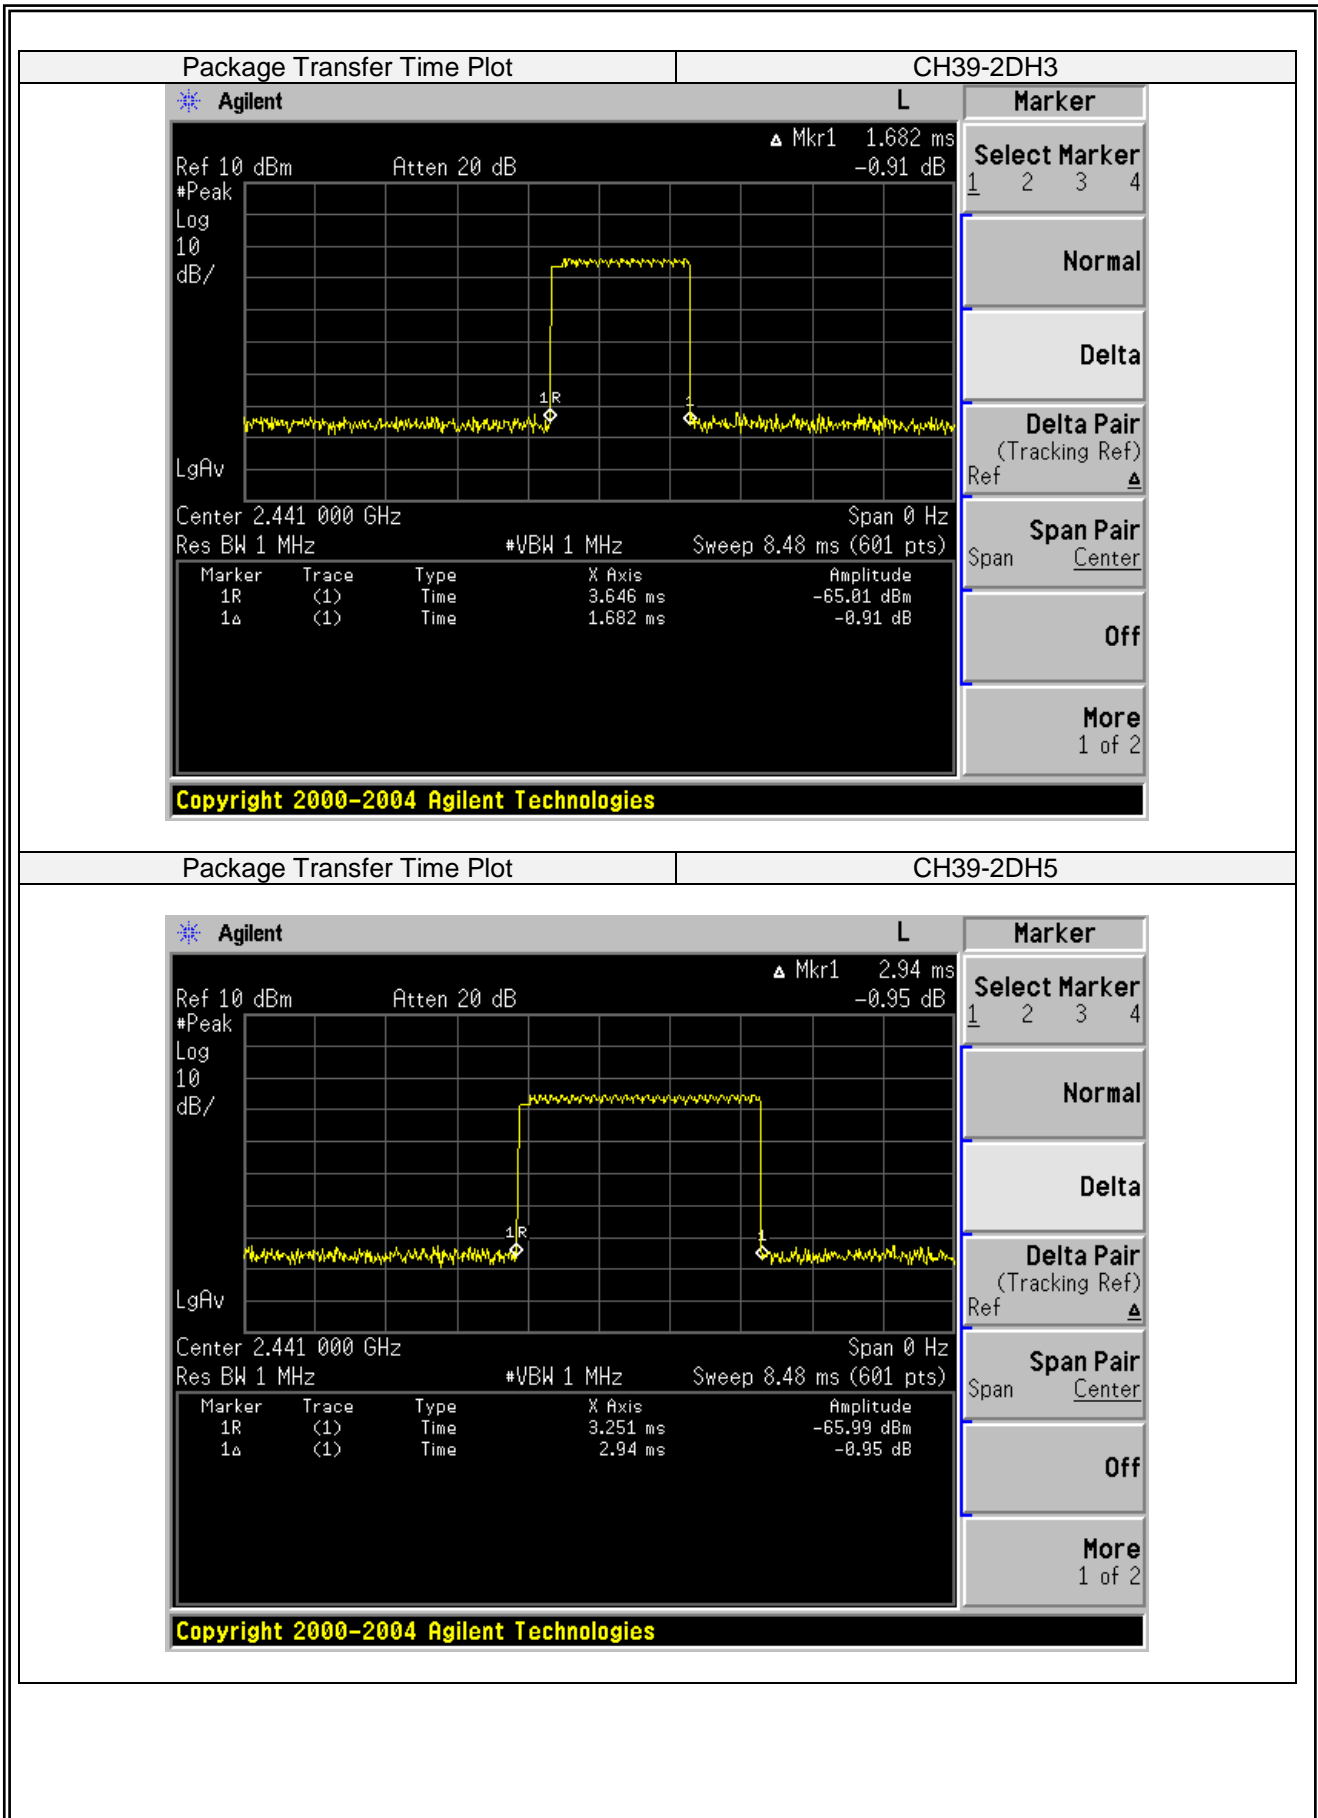 Package Transfer Time Plot CH39-2DH3
Agilent L Marker
Δ Mkr1 1.682 ms
Ref 10 dBm Atten 20 dB -0.91 dB
Select Marker
1 2 3 4
#Peak
Log
10
dB/
Normal
Delta
1R
1
Delta Pair
(Tracking Ref)
Ref Δ
LgAv
Center 2.441 000 GHz Span 0 Hz
Res BW 1 MHz #VBW 1 MHz Sweep 8.48 ms (601 pts)
Span Pair
Span Center
Marker Trace Type X Axis Amplitude
1R (1) Time 3.646 ms -65.01 dBm
1Δ (1) Time 1.682 ms -0.91 dB
Off
More
1 of 2
Copyright 2000-2004 Agilent Technologies
Package Transfer Time Plot CH39-2DH5
Agilent L Marker
Δ Mkr1 2.94 ms
Ref 10 dBm Atten 20 dB -0.95 dB
Select Marker
1 2 3 4
#Peak
Log
10
dB/
Normal
Delta
1R
1
Delta Pair
(Tracking Ref)
Ref Δ
LgAv
Center 2.441 000 GHz Span 0 Hz
Res BW 1 MHz #VBW 1 MHz Sweep 8.48 ms (601 pts)
Span Pair
Span Center
Marker Trace Type X Axis Amplitude
1R (1) Time 3.251 ms -65.99 dBm
1Δ (1) Time 2.94 ms -0.95 dB
Off
More
1 of 2
Copyright 2000-2004 Agilent Technologies